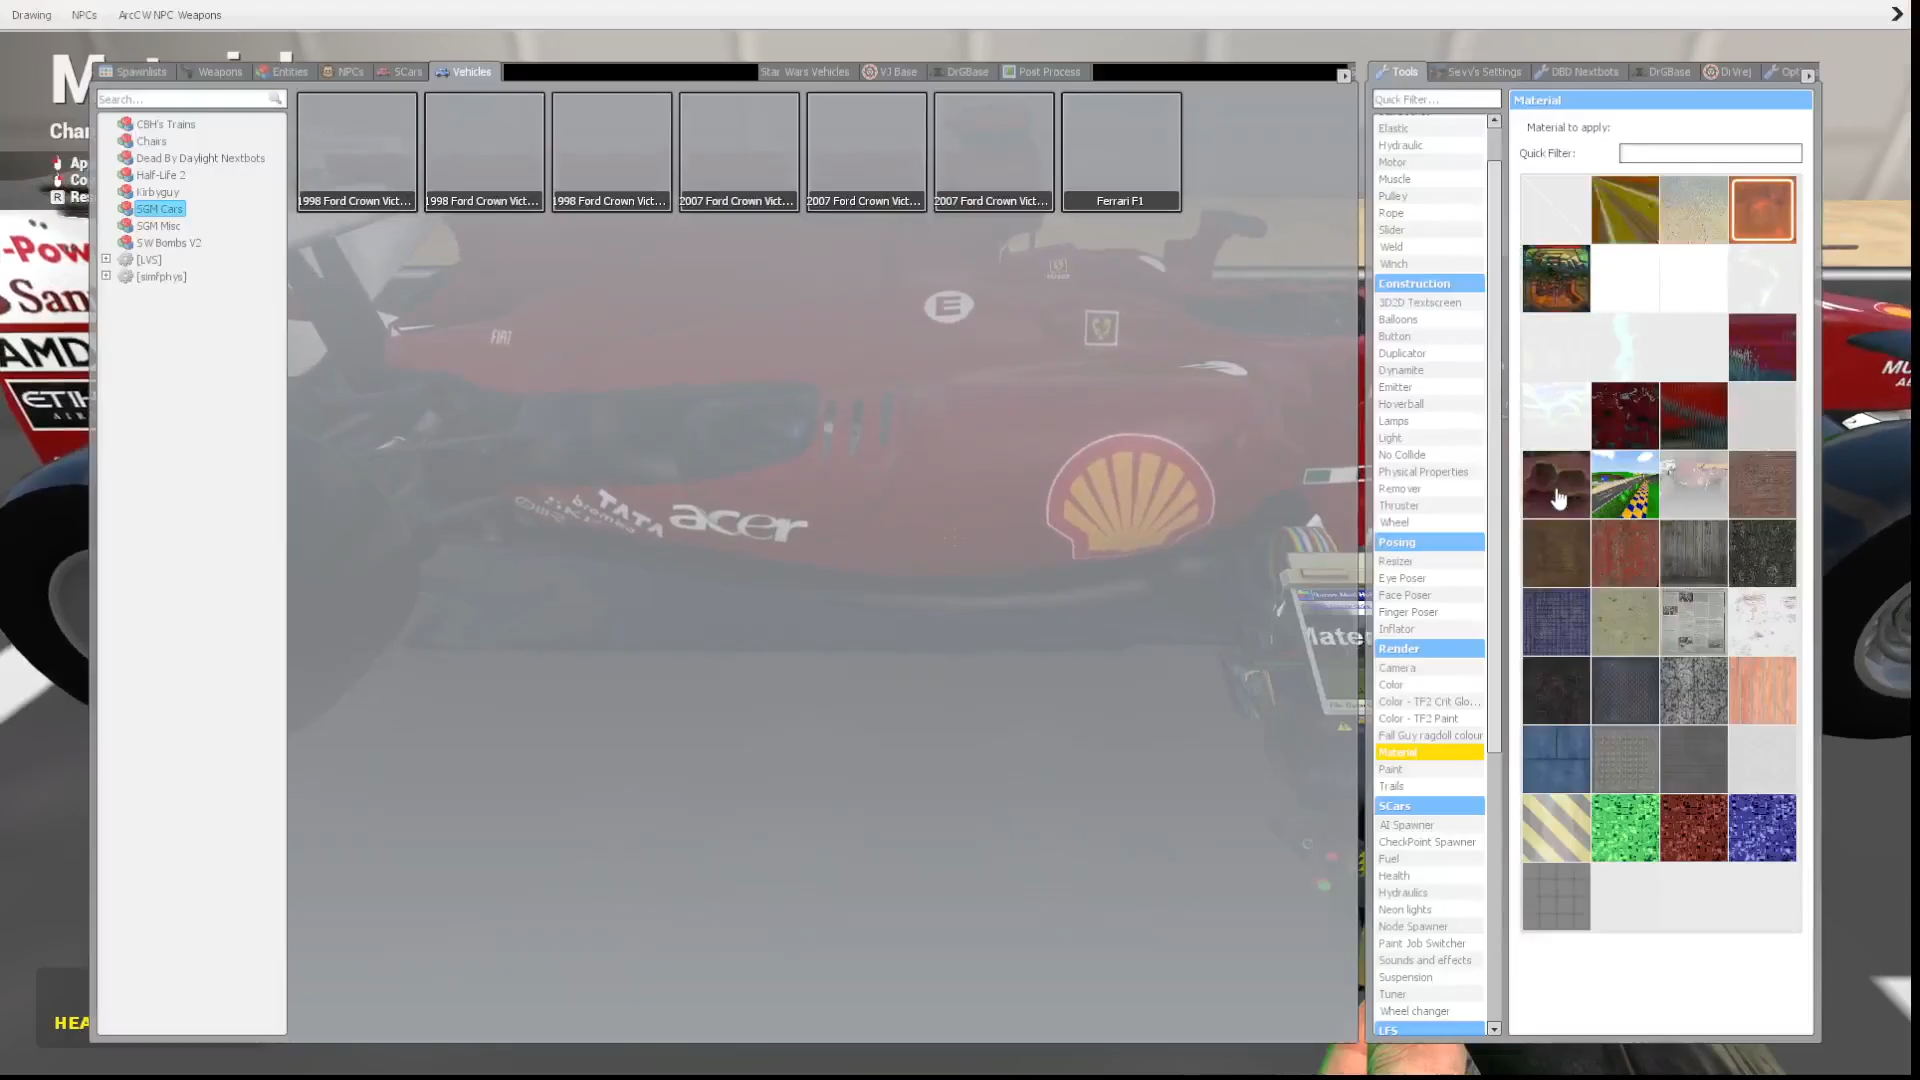 Drawing NPCs ArcCW NPC Weapons
Spawnlists Weapons Entities NPCs SCars Vehicles Star Wars Vehicles VJ Base DrGBase Post Process
Tools Sevv's Settings DBD Nextbots DrGBase DrVrej
Search...
CBH's Trains
Chairs
Dead By Daylight Nextbots
Half-Life 2
Kirbyguy
SGM Cars
SGM Misc
SW Bombs V2
[LVS]
[simfphys]
1998 Ford Crown Vict...
1998 Ford Crown Vict...
1998 Ford Crown Vict...
2007 Ford Crown Vict...
2007 Ford Crown Vict...
2007 Ford Crown Vict...
Ferrari F1
Quick Filter...
Elastic
Hydraulic
Motor
Muscle
Pulley
Rope
Slider
Weld
Winch
Construction
3D2D Textscreen
Balloons
Button
Duplicator
Dynamite
Emitter
Hoverball
Lamps
Light
No Collide
Physical Properties
Remover
Thruster
Wheel
Posing
Resizer
Eye Poser
Face Poser
Finger Poser
Inflator
Render
Camera
Color
Color - TF2 Crit Glo...
Color - TF2 Paint
Fall Guy ragdoll colour
Material
Paint
Trails
SCars
AI Spawner
CheckPoint Spawner
Fuel
Health
Hydraulics
Neon lights
Node Spawner
Paint Job Switcher
Sounds and effects
Suspension
Tuner
Wheel changer
LFS
Material
Material to apply:
Quick Filter:
R
AMD
FIAT
E
TATA
acer
HEA